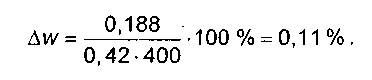 Δw = 0,188 / 0,42 · 400 · 100 % = 0,11 % .